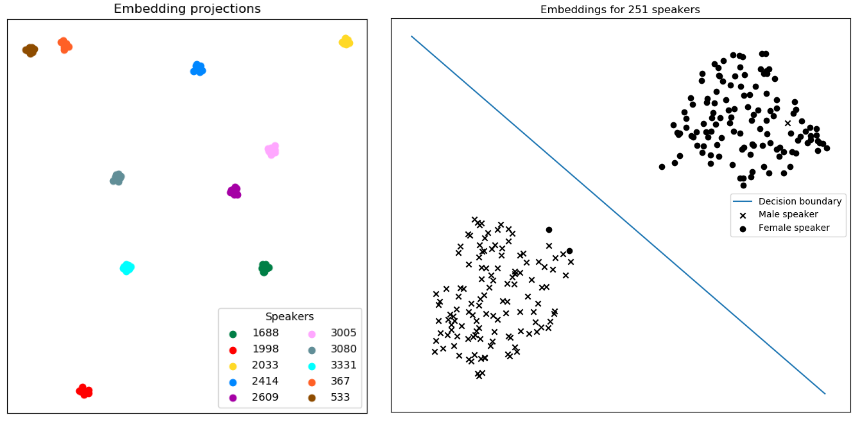 Embedding projections
Speakers
1688 3005
1998 3080
2033 3331
2414 367
2609 533
Embeddings for 251 speakers
Decision boundary
Male speaker
Female speaker